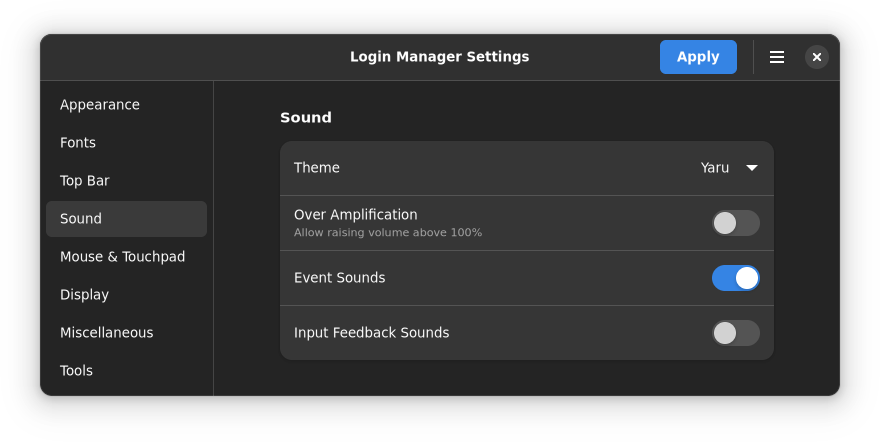 Login Manager Settings
Apply
Appearance
Fonts
Top Bar
Sound
Mouse & Touchpad
Display
Miscellaneous
Tools
Sound
Theme
Yaru
Over Amplification
Allow raising volume above 100%
Event Sounds
Input Feedback Sounds